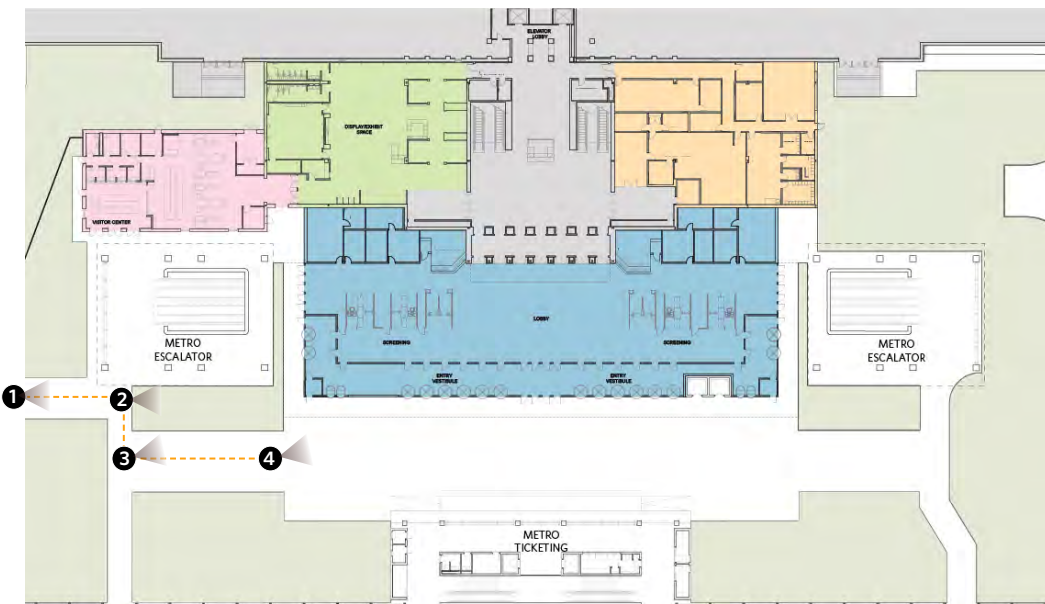 ELEVATOR
LOBBY
DISPLAY/EXHIBIT
SPACE
VISITOR CENTER
LOBBY
METRO
ESCALATOR
SCREENING
SCREENING
METRO
ESCALATOR
ENTRY
VESTIBULE
ENTRY
VESTIBULE
1
2
3
4
METRO
TICKETING